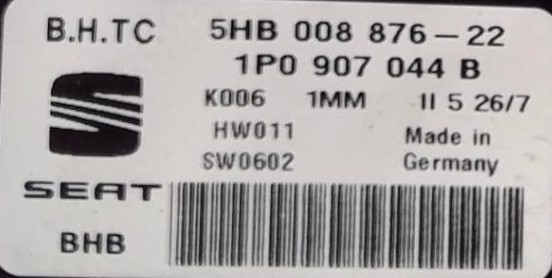 B.H.TC 5HB 008 876-22
1P0 907 044 B
K006 1MM II 5 26/7
HW011 Made in
SW0602 Germany
SEAT
BHB